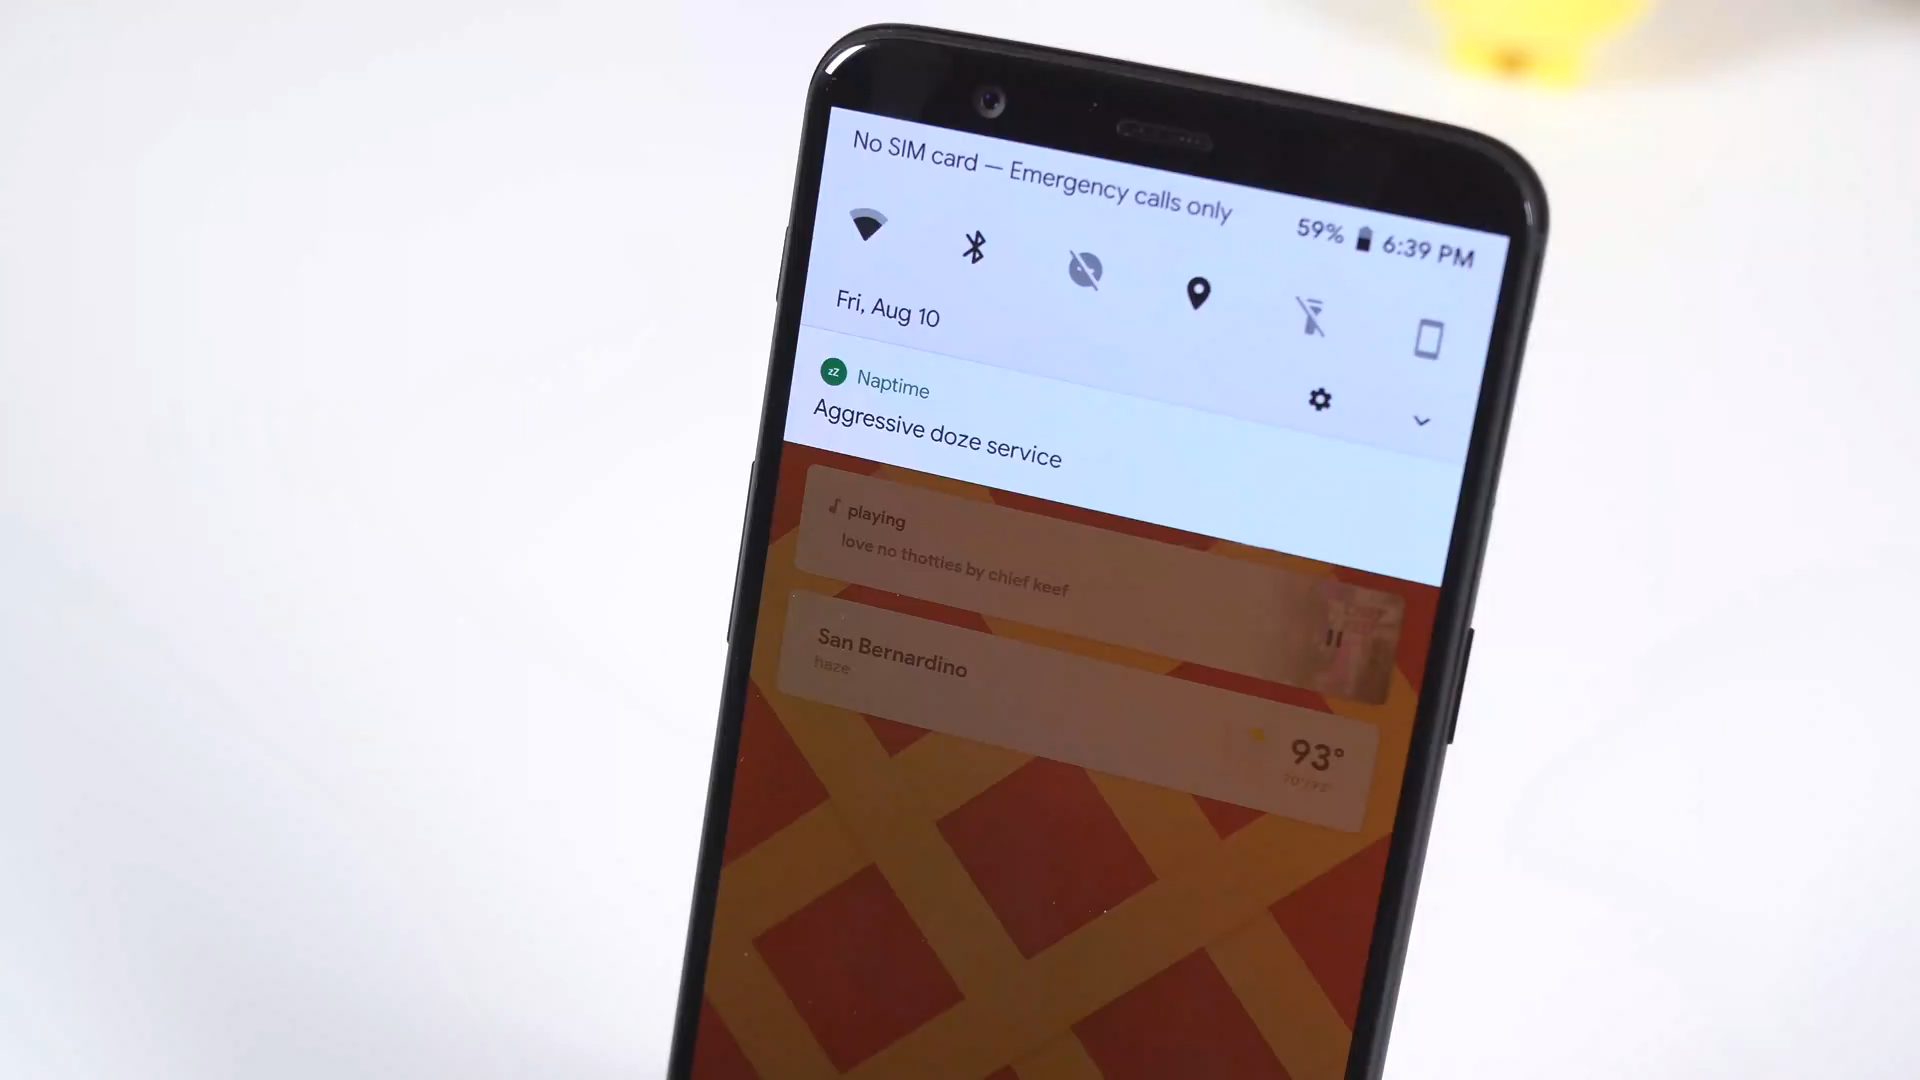 No SIM card — Emergency calls only
59% 6:39 PM
Fri, Aug 10
zZ Naptime
Aggressive doze service
playing
love no thotties by chief keef
San Bernardino
haze
93°